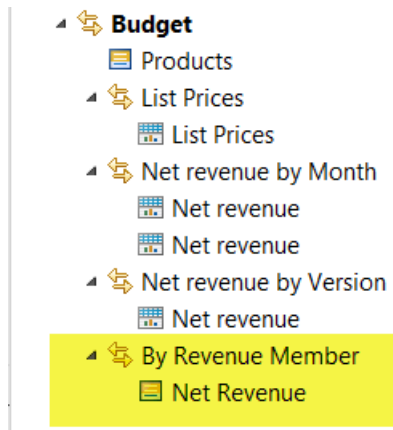 Budget
Products
List Prices
List Prices
Net revenue by Month
Net revenue
Net revenue
Net revenue by Version
Net revenue
By Revenue Member
Net Revenue